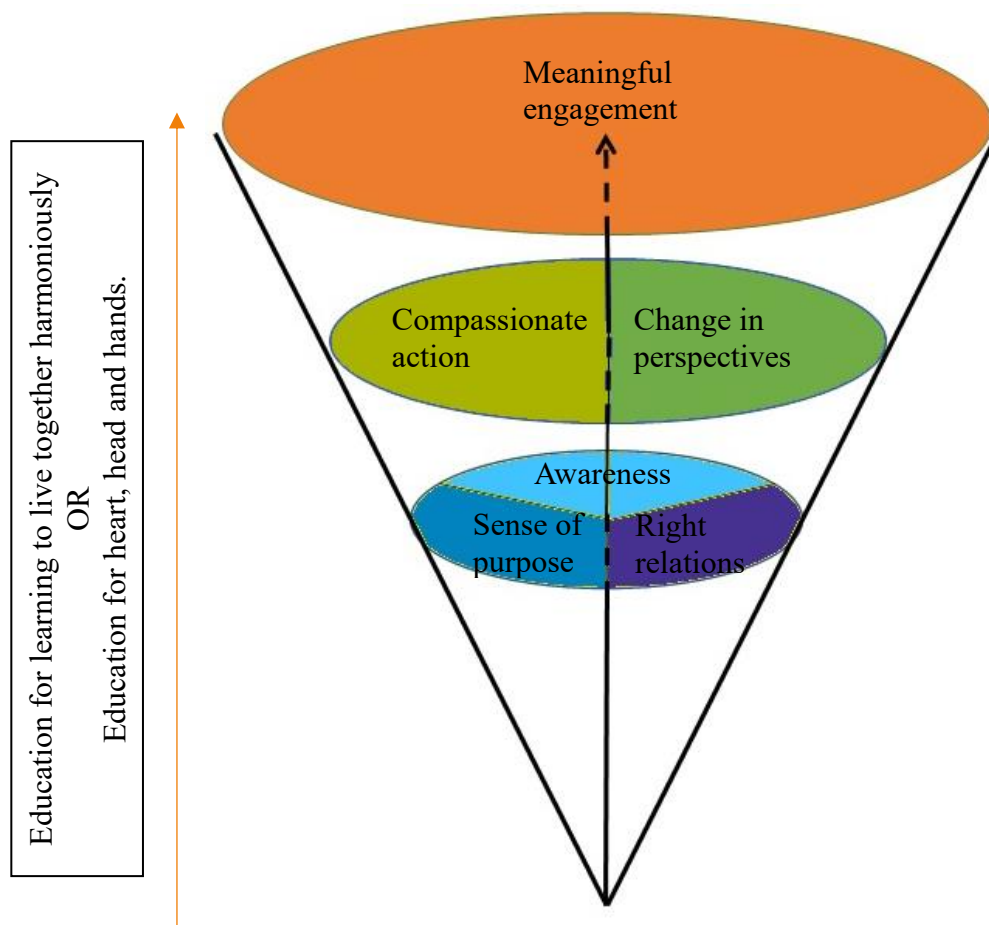 Meaningful
engagement
Compassionate
action
Change in
perspectives
Awareness
Sense of
purpose
Right
relations
Education for learning to live together harmoniously
OR
Education for heart, head and hands.